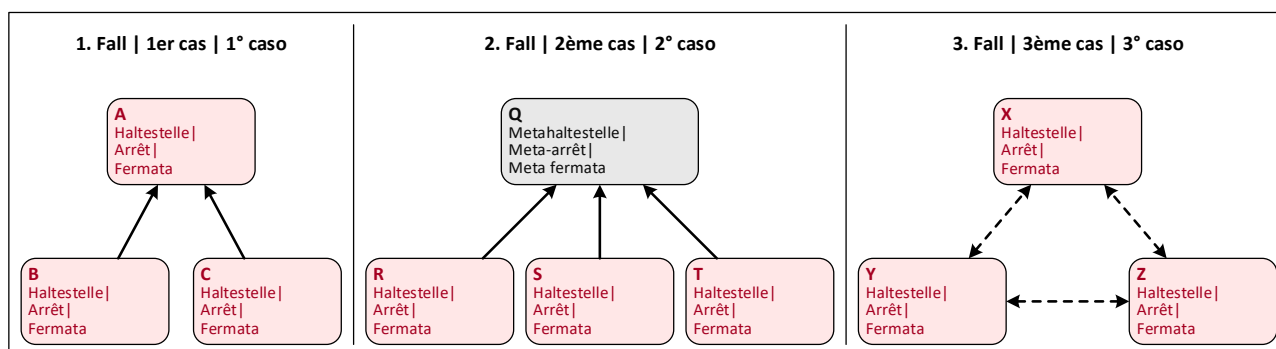 1. Fall | 1er cas | 1° caso
A
Haltestelle|
Arrêt|
Fermata
B
Haltestelle|
Arrêt|
Fermata
C
Haltestelle|
Arrêt|
Fermata
2. Fall | 2ème cas | 2° caso
Q
Metahaltestelle|
Meta-arrêt|
Meta fermata
R
Haltestelle|
Arrêt|
Fermata
S
Haltestelle|
Arrêt|
Fermata
T
Haltestelle|
Arrêt|
Fermata
3. Fall | 3ème cas | 3° caso
X
Haltestelle|
Arrêt|
Fermata
Y
Haltestelle|
Arrêt|
Fermata
Z
Haltestelle|
Arrêt|
Fermata